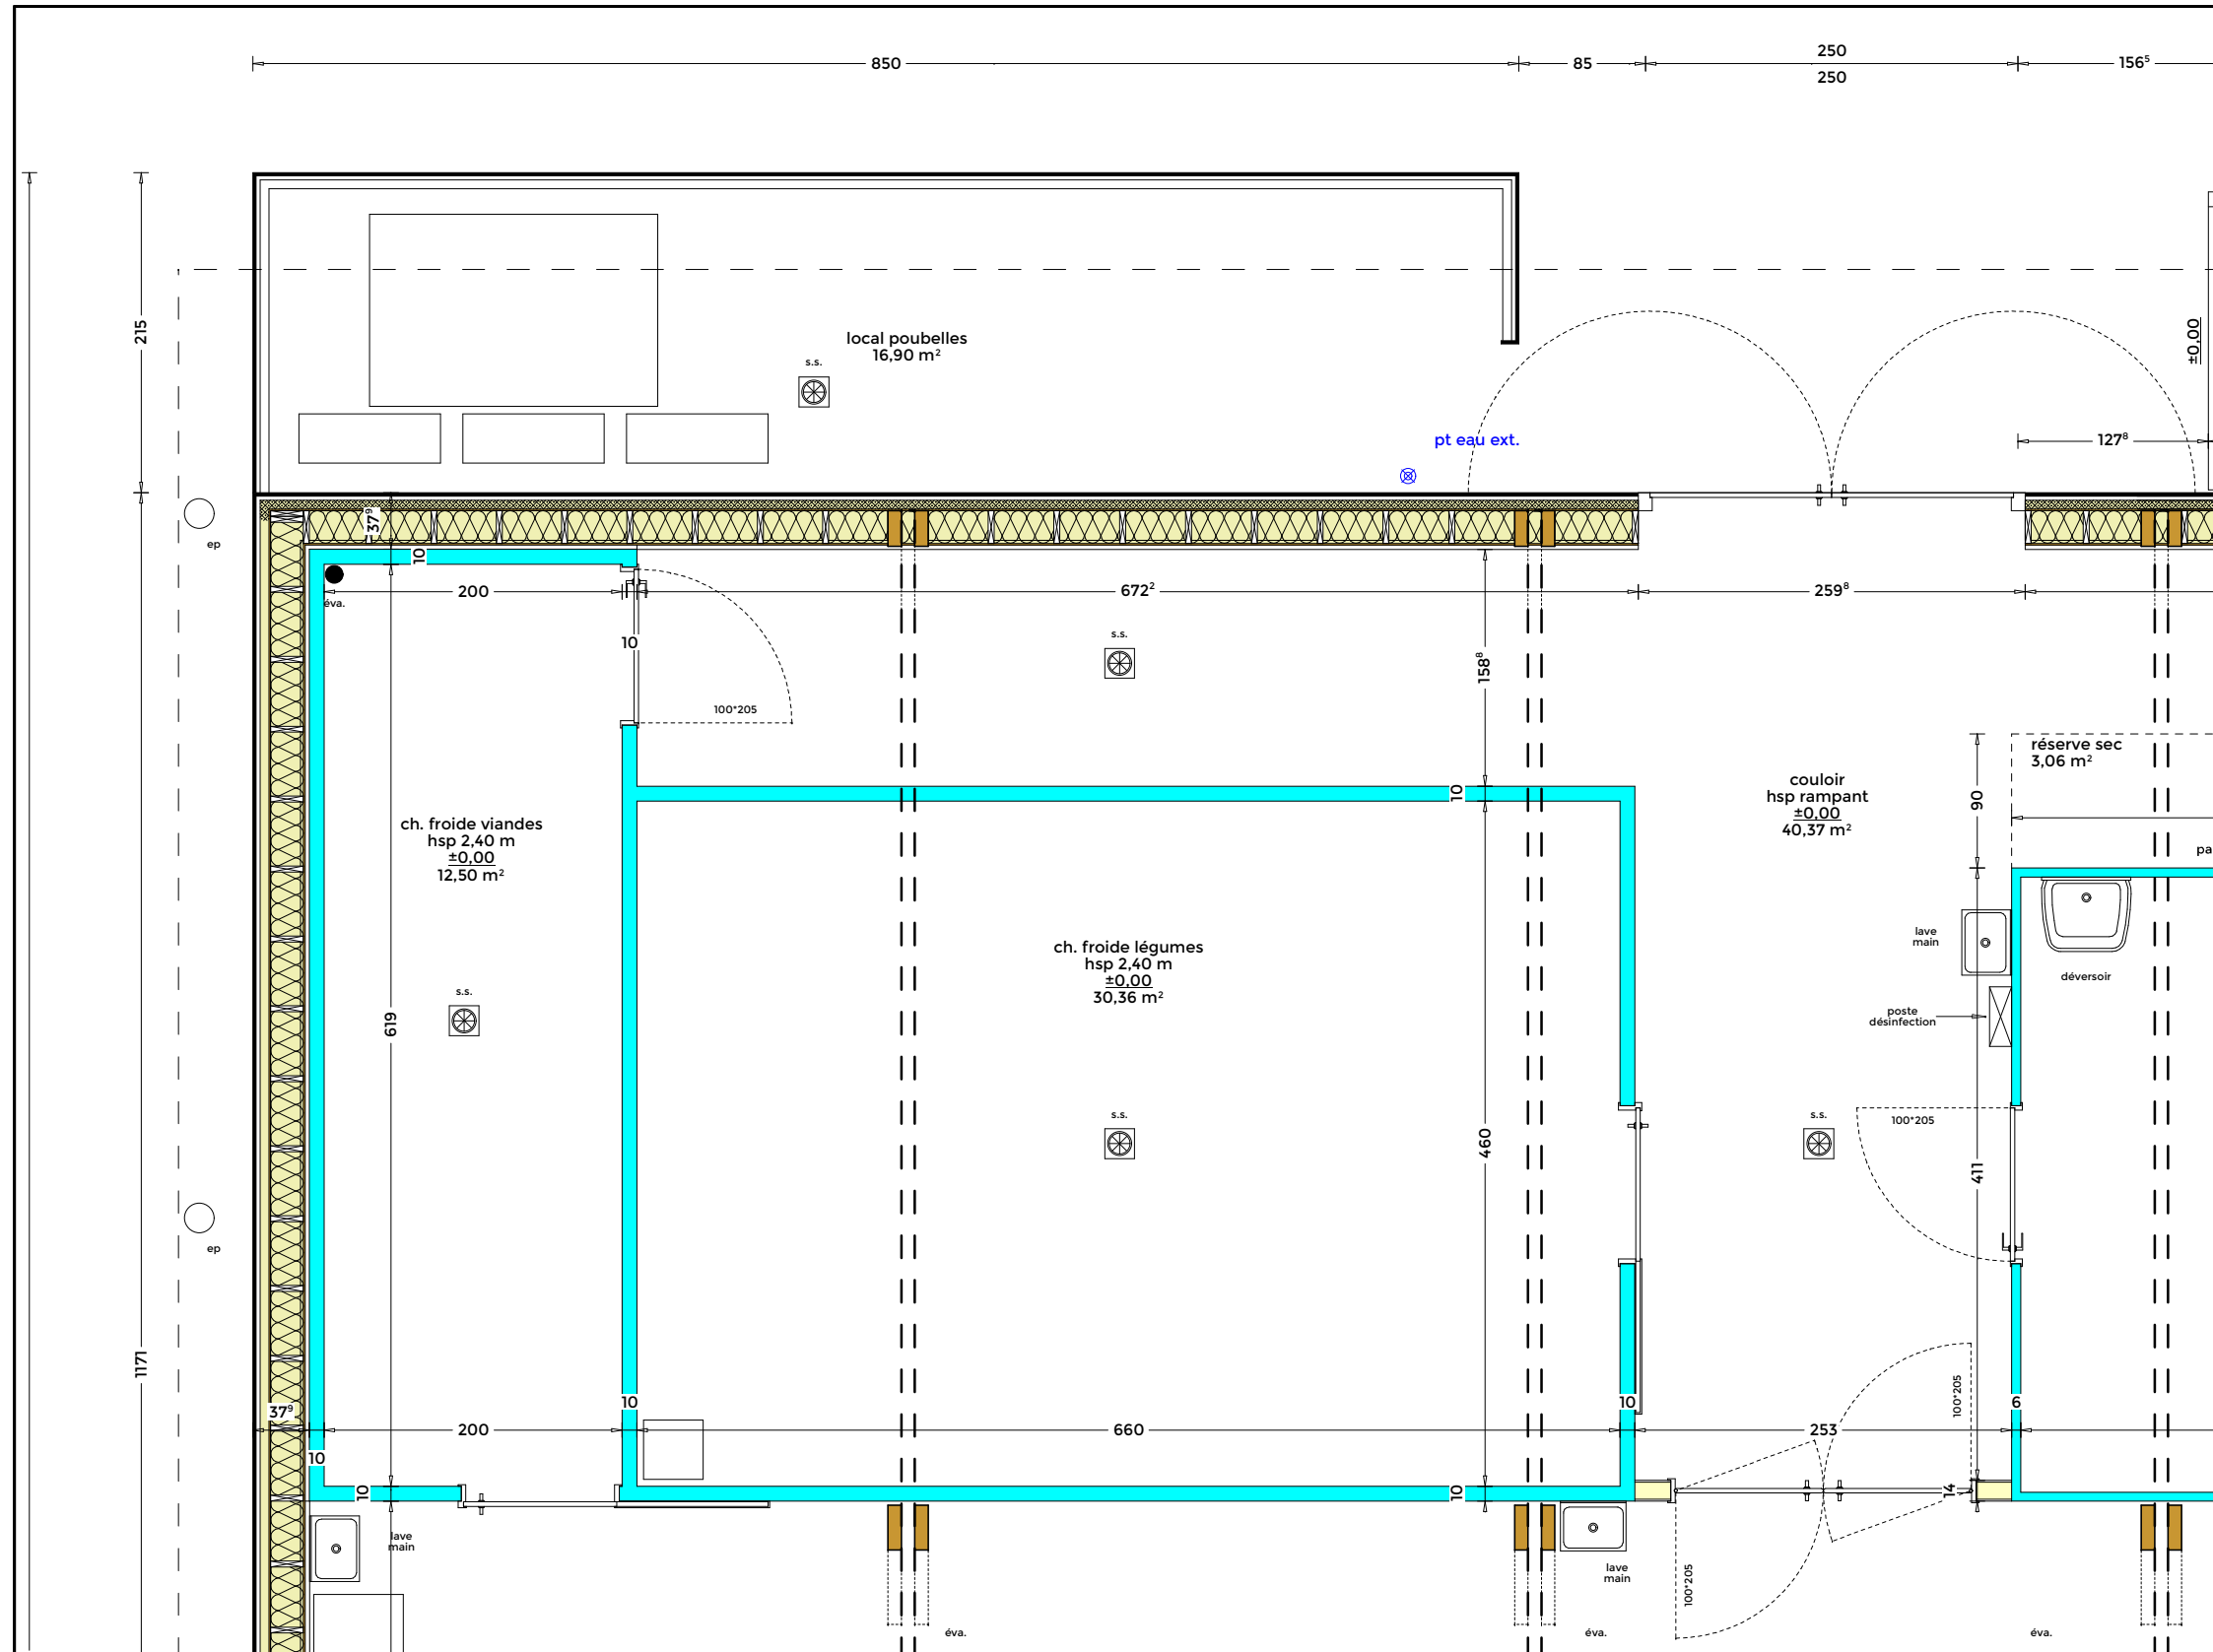 250
850
85
156⁵
250
215
±0,00
local poubelles
16,90 m²
s.s.
pt eau ext.
127⁸
37⁹
ep
10
200
éva.
672²
259⁸
10
s.s.
158⁸
100*205
réserve sec
3,06 m²
couloir
hsp rampant
±0,00
40,37 m²
90
10
ch. froide viandes
hsp 2,40 m
±0,00
12,50 m²
pa
ch. froide légumes
hsp 2,40 m
±0,00
30,36 m²
lave
main
déversoir
s.s.
619
poste
désinfection
s.s.
s.s.
100*205
460
411
ep
1171
100*205
37⁹
10
10
6
200
660
253
10
10
10
14
lave
main
lave
main
100*205
éva.
éva.
éva.